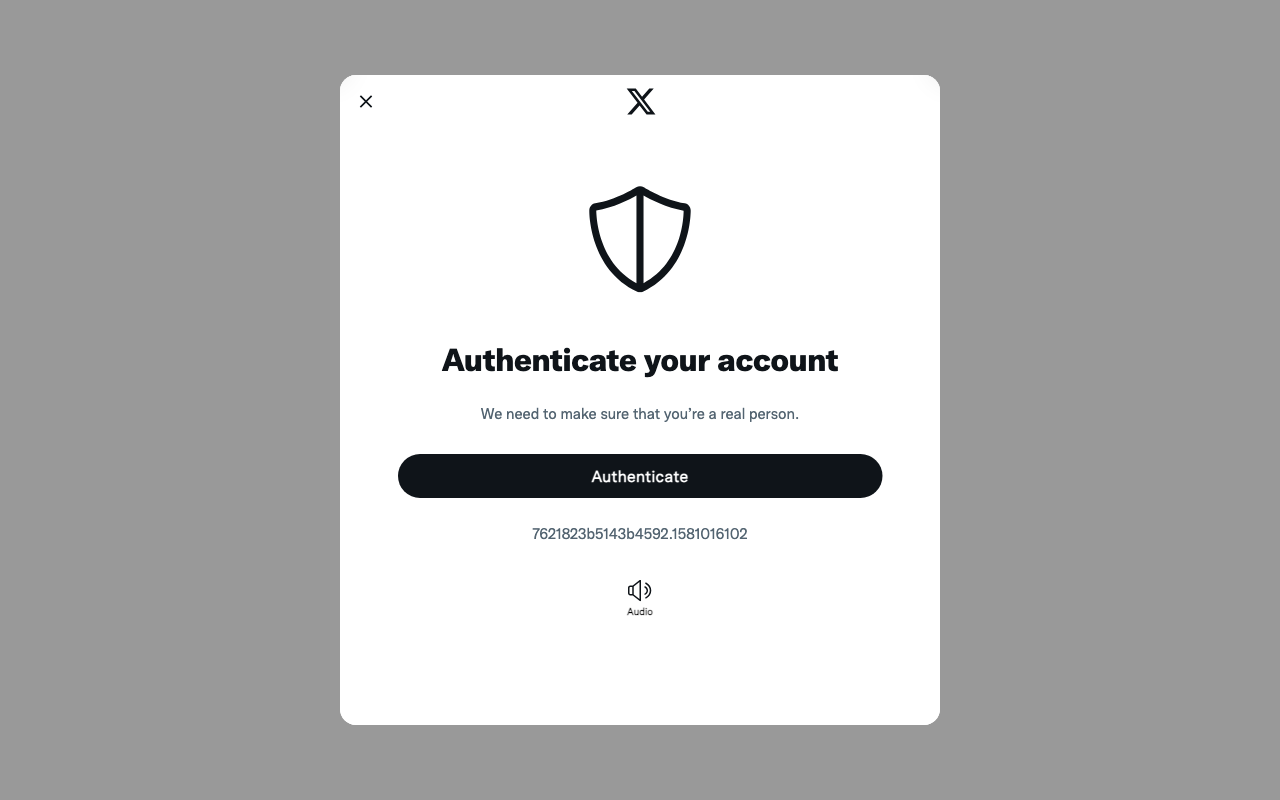 Authenticate your account
We need to make sure that you’re a real person.
Authenticate
7621823b5143b4592.1581016102
Audio